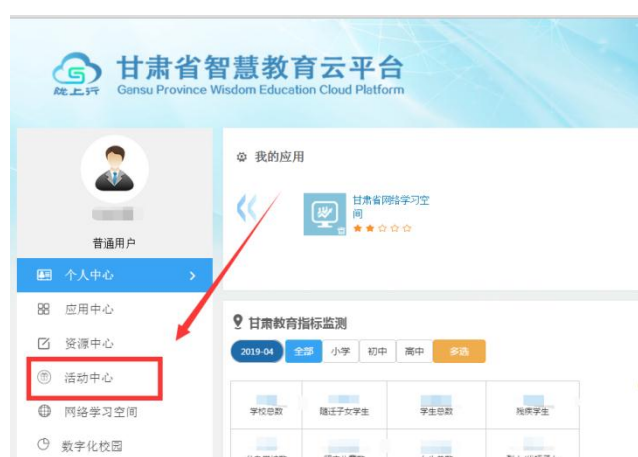 甘肃省智慧教育云平台
陇上行
Gansu Province Wisdom Education Cloud Platform
普通用户
个人中心
应用中心
资源中心
活动中心
网络学习空间
数字化校园
我的应用
甘肃省网络学习空
间
甘肃教育指标监测
2019-04 全部 小学 初中 高中 多选
学校总数 随迁子女学生 学生总数 残疾学生